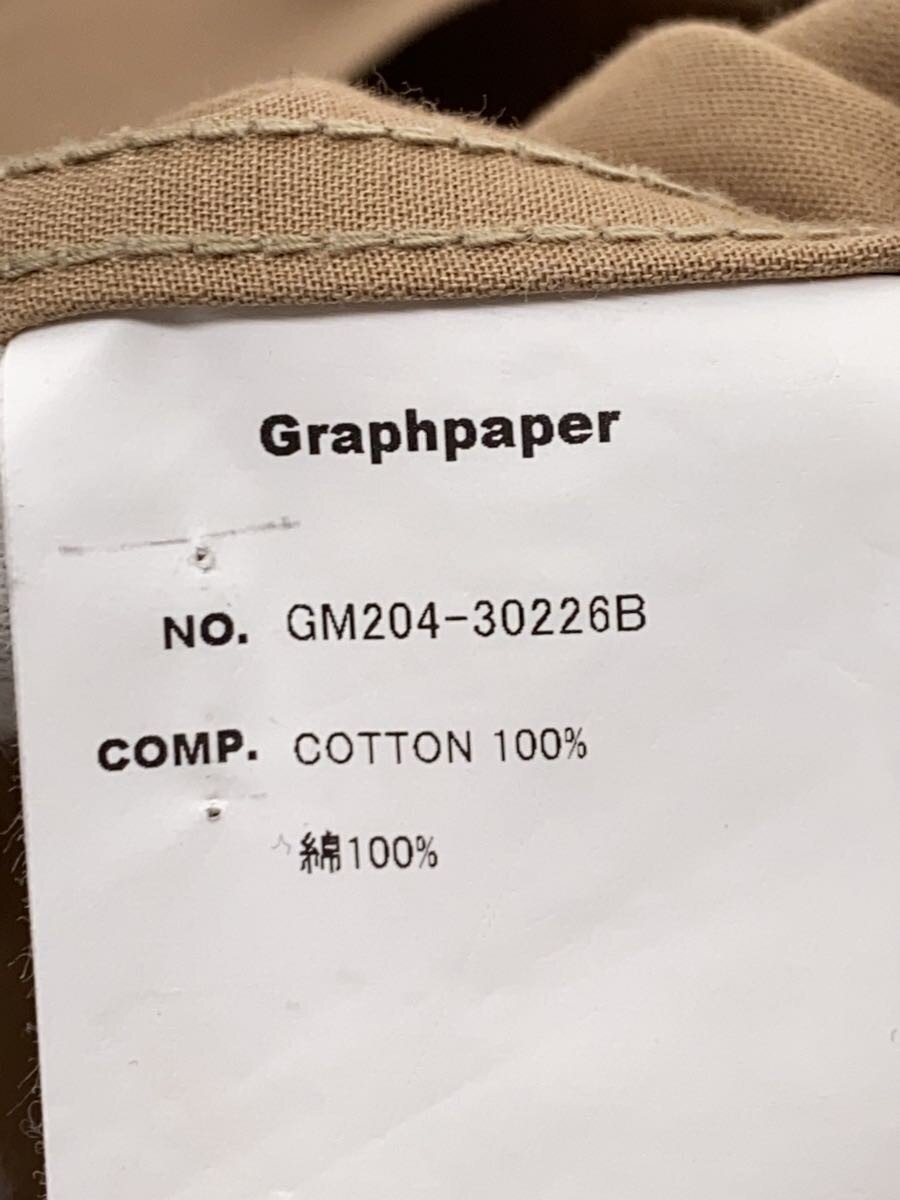 Graphpaper
NO. GM204-30226B
COMP. COTTON 100%
綿100%